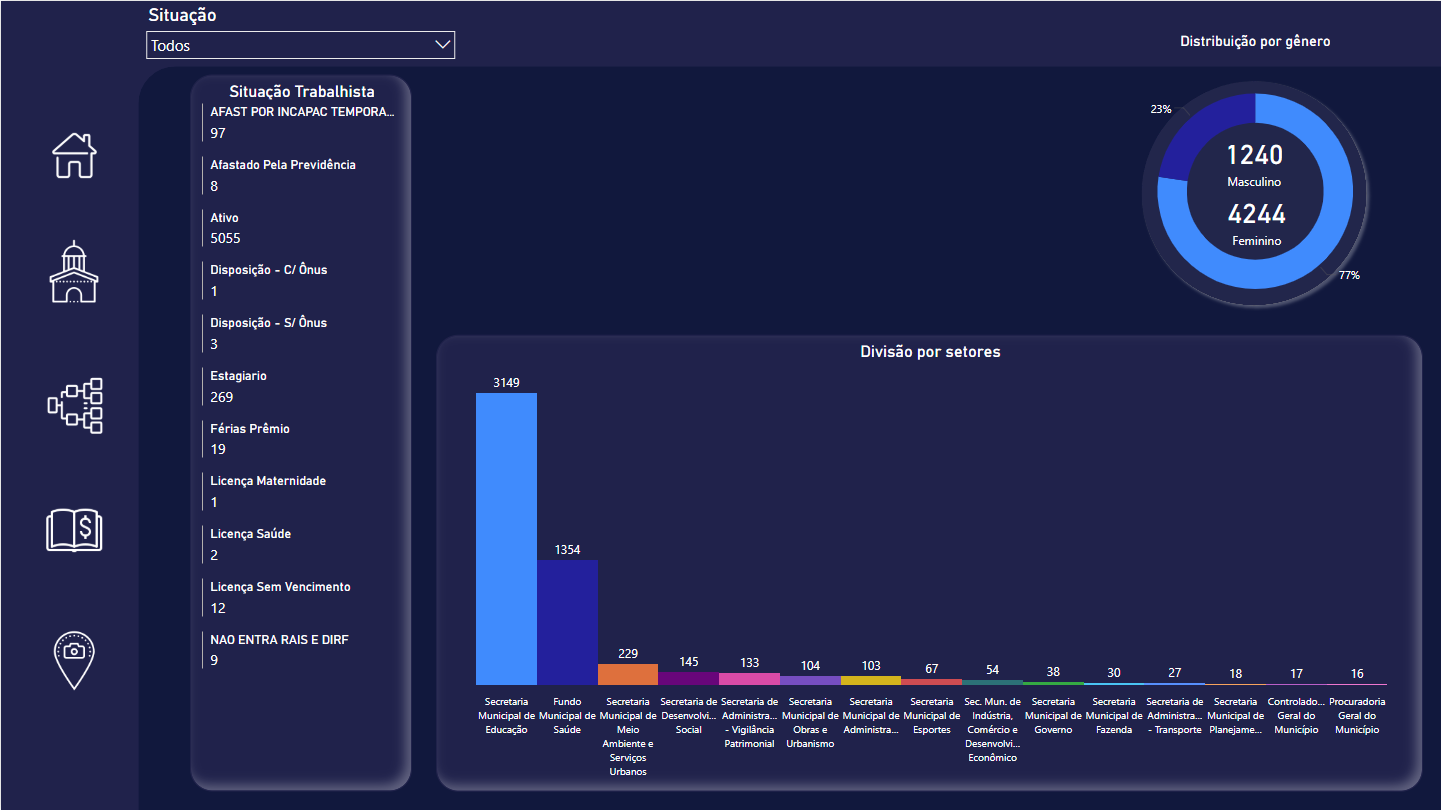 Situação
Todos
Distribuição por gênero
Situação Trabalhista
AFAST POR INCAPAC TEMPORA...
97
Afastado Pela Previdência
8
Ativo
5055
Disposição - C/ Ônus
1
Disposição - S/ Ônus
3
Estagiario
269
Férias Prêmio
19
Licença Maternidade
1
Licença Saúde
2
Licença Sem Vencimento
12
NAO ENTRA RAIS E DIRF
9
23%
1240
Masculino
4244
Feminino
77%
Divisão por setores
3149
1354
229
145
133
104
103
67
54
38
30
27
18
17
16
Secretaria
Municipal de
Educação
Fundo
Municipal de
Saúde
Secretaria
Municipal de
Meio
Ambiente e
Serviços
Urbanos
Secretaria de
Desenvolvi...
Social
Secretaria de
Administra...
- Vigilância
Patrimonial
Secretaria
Municipal de
Obras e
Urbanismo
Secretaria
Municipal de
Administra...
Secretaria
Municipal de
Esportes
Sec. Mun. de
Indústria,
Comércio e
Desenvolvi...
Econômico
Secretaria
Municipal de
Governo
Secretaria
Municipal de
Fazenda
Secretaria de
Administra...
- Transporte
Secretaria
Municipal de
Planejame...
Controlado...
Geral do
Município
Procuradoria
Geral do
Município
$